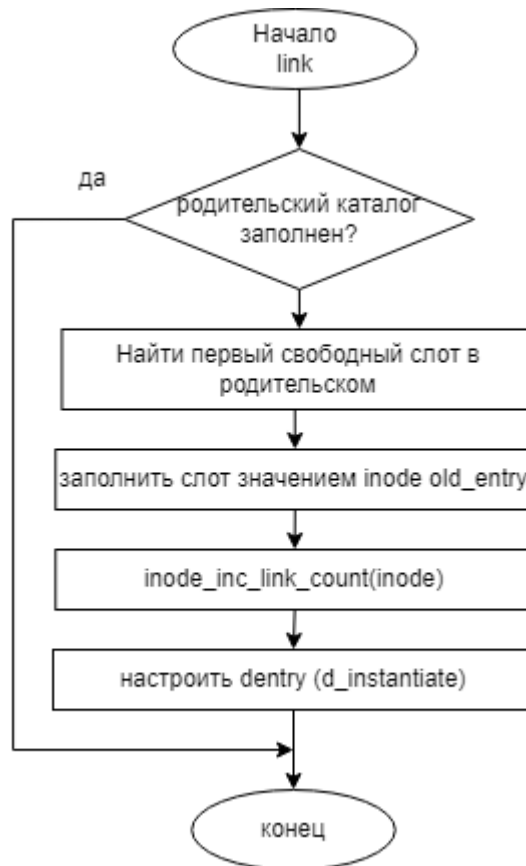 Начало
link
да
родительский каталог
заполнен?
Найти первый свободный слот в
родительском
заполнить слот значением inode old_entry
inode_inc_link_count(inode)
настроить dentry (d_instantiate)
конец